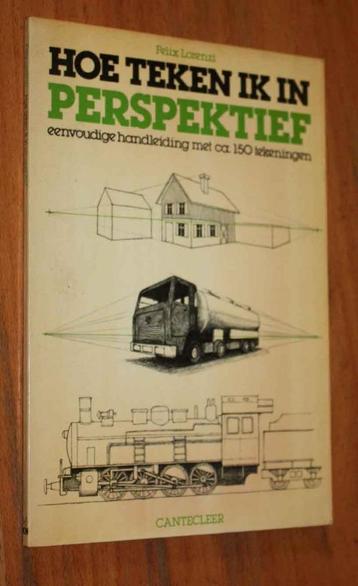 Felix Lorenzi
HOE TEKEN IK IN
PERSPEKTIEF
eenvoudige handleiding met ca. 150 tekeningen
CANTECLEER